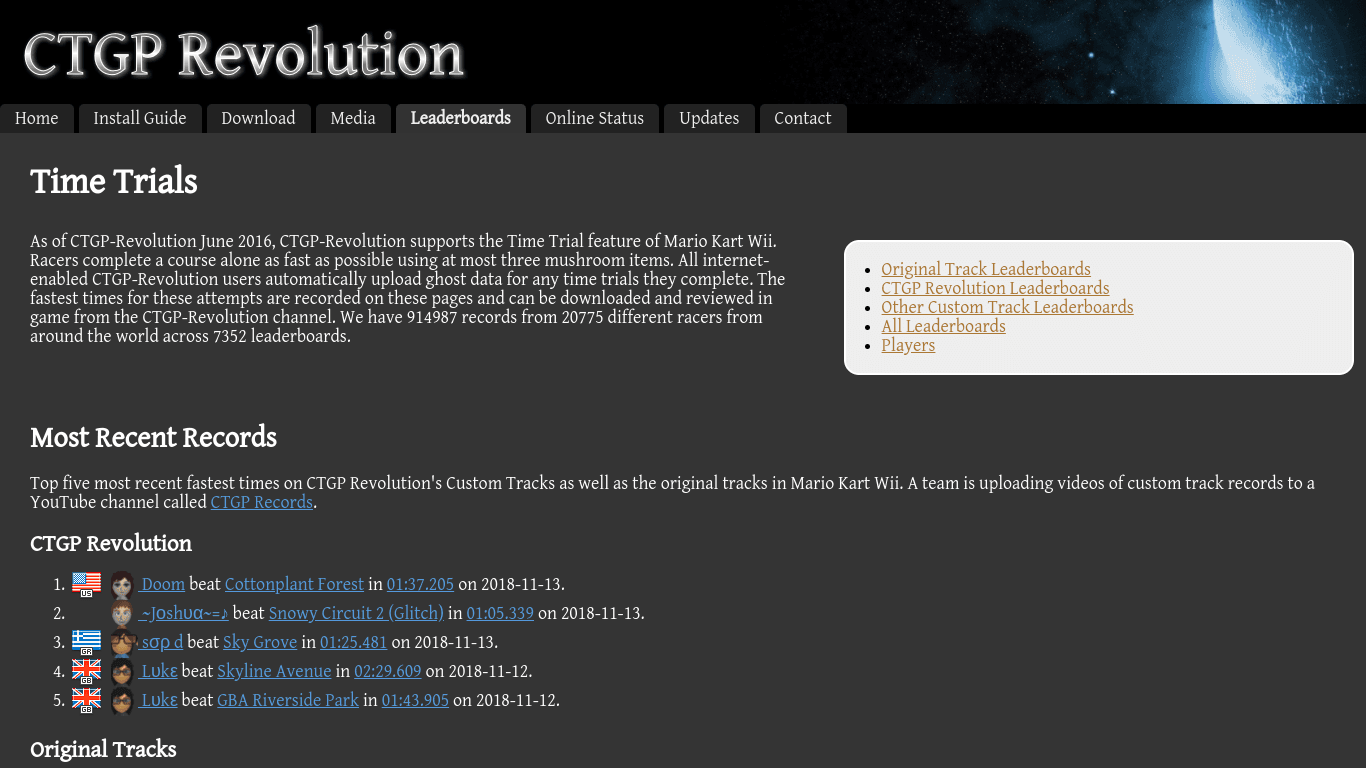 CTGP Revolution
Home
Install Guide
Download
Media
Leaderboards
Online Status
Updates
Contact
Time Trials
As of CTGP-Revolution June 2016, CTGP-Revolution supports the Time Trial feature of Mario Kart Wii.
Racers complete a course alone as fast as possible using at most three mushroom items. All internet-
enabled CTGP-Revolution users automatically upload ghost data for any time trials they complete. The
fastest times for these attempts are recorded on these pages and can be downloaded and reviewed in
game from the CTGP-Revolution channel. We have 914987 records from 20775 different racers from
around the world across 7352 leaderboards.
• Original Track Leaderboards
• CTGP Revolution Leaderboards
• Other Custom Track Leaderboards
• All Leaderboards
• Players
Most Recent Records
Top five most recent fastest times on CTGP Revolution's Custom Tracks as well as the original tracks in Mario Kart Wii. A team is uploading videos of custom track records to a
YouTube channel called CTGP Records.
CTGP Revolution
1. US Doom beat Cottonplant Forest in 01:37.205 on 2018-11-13.
2. ~Jοshυα~=♪ beat Snowy Circuit 2 (Glitch) in 01:05.339 on 2018-11-13.
3. GR sσρ d beat Sky Grove in 01:25.481 on 2018-11-13.
4. GB Lυkε beat Skyline Avenue in 02:29.609 on 2018-11-12.
5. GB Lυkε beat GBA Riverside Park in 01:43.905 on 2018-11-12.
Original Tracks